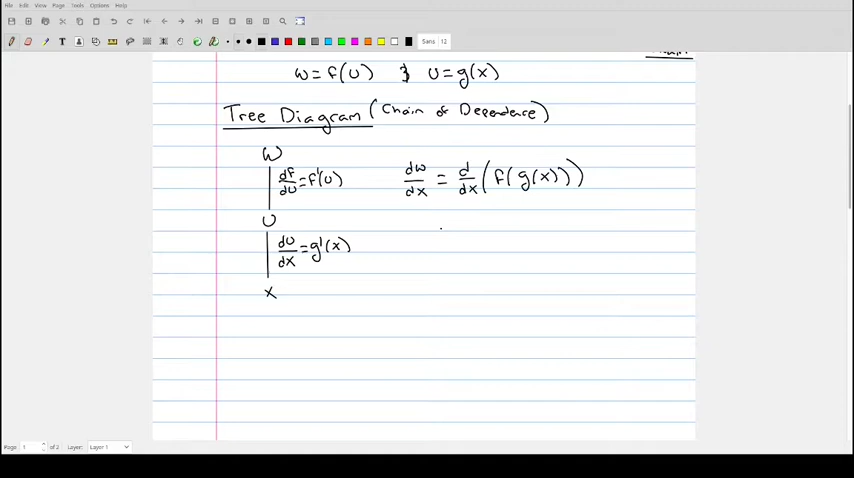 File Edit View Page Tools Options Help
Sans 12
w = f(u) & u = g(x)
Tree Diagram (Chain of Dependence)
w
df/du = f'(u)
dw/dx = d/dx (f(g(x)))
u
du/dx = g'(x)
x
Page 1 of 2 Layer: Layer 1